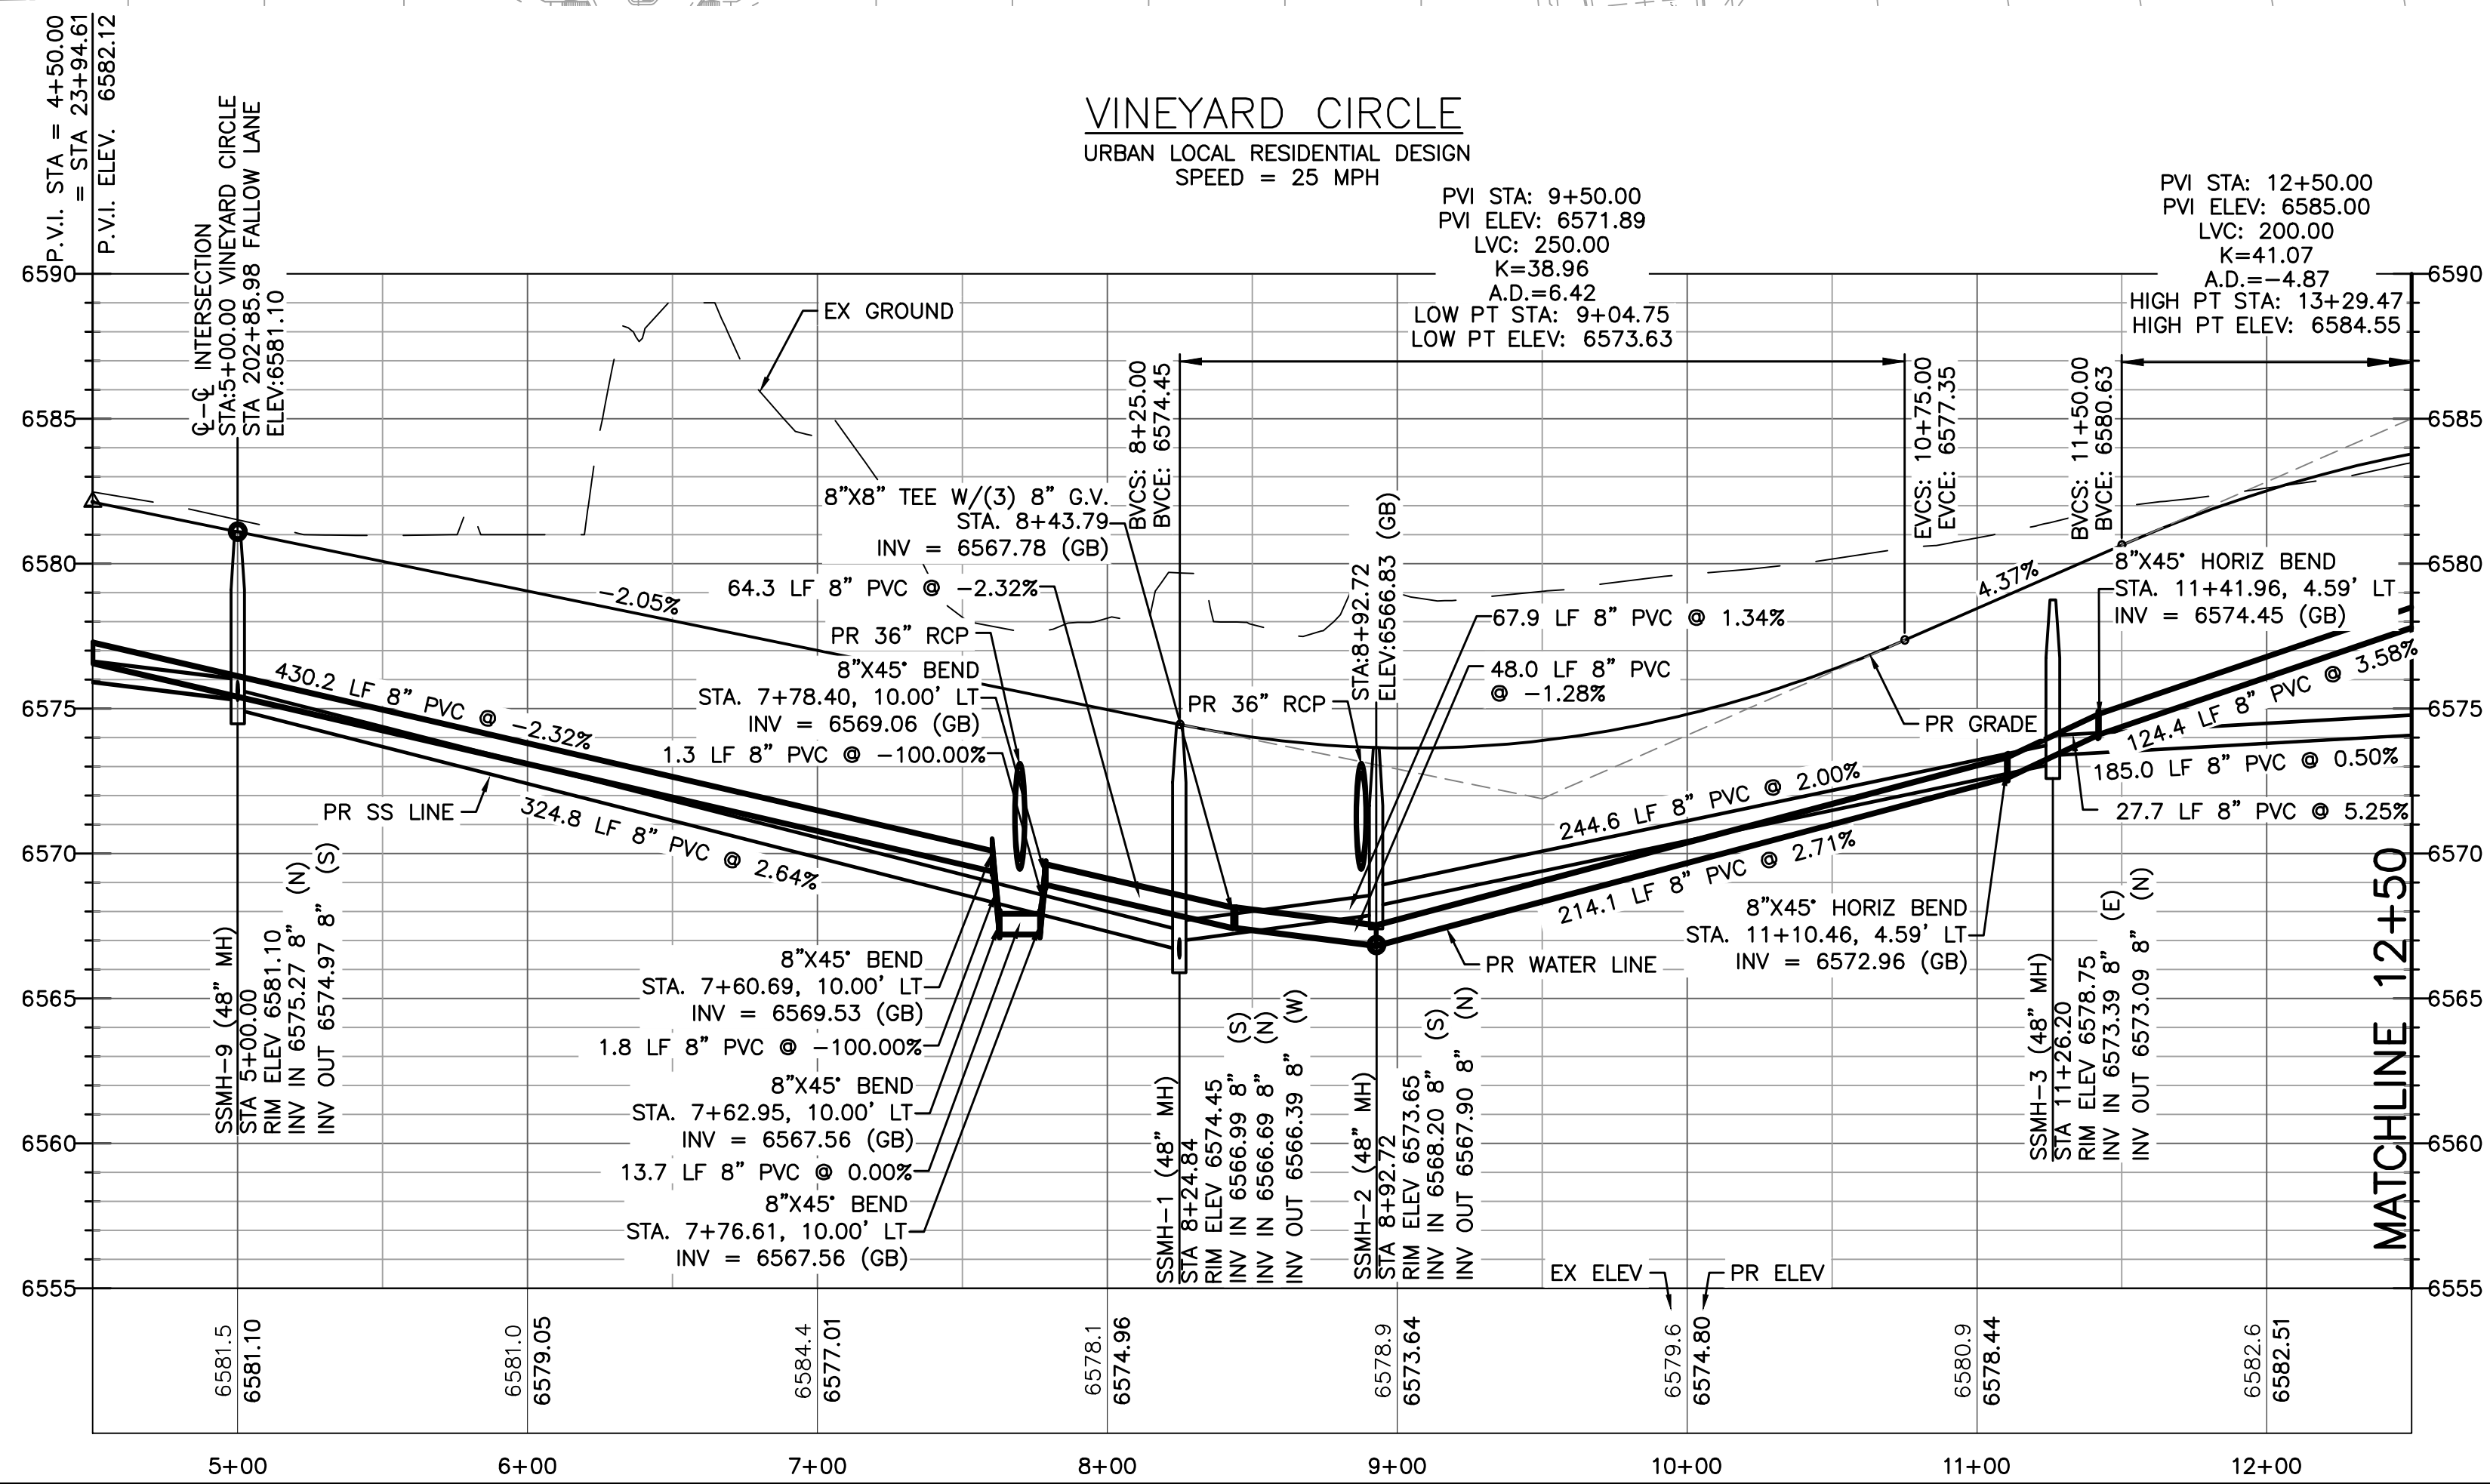 P.V.I. STA = 4+50.00
= STA 23+94.61
P.V.I. ELEV. 6582.12
VINEYARD CIRCLE
URBAN LOCAL RESIDENTIAL DESIGN
SPEED = 25 MPH
℄-℄ INTERSECTION
STA:5+00.00 VINEYARD CIRCLE
STA 202+85.98 FALLOW LANE
ELEV:6581.10
PVI STA: 9+50.00
PVI ELEV: 6571.89
LVC: 250.00
K=38.96
A.D.=6.42
LOW PT STA: 9+04.75
LOW PT ELEV: 6573.63
PVI STA: 12+50.00
PVI ELEV: 6585.00
LVC: 200.00
K=41.07
A.D.=-4.87
HIGH PT STA: 13+29.47
HIGH PT ELEV: 6584.55
6590
6585
6580
6575
6570
6565
6560
6555
6590
6585
6580
6575
6570
6565
6560
6555
EX GROUND
BVCS: 8+25.00
BVCE: 6574.45
EVCS: 10+75.00
EVCE: 6577.35
BVCS: 11+50.00
BVCE: 6580.63
8"X8" TEE W/(3) 8" G.V.
STA. 8+43.79
INV = 6567.78 (GB)
64.3 LF 8" PVC @ -2.32%
-2.05%
PR 36" RCP
8"X45° BEND
STA. 7+78.40, 10.00' LT
INV = 6569.06 (GB)
1.3 LF 8" PVC @ -100.00%
STA:8+92.72
ELEV:6566.83 (GB)
67.9 LF 8" PVC @ 1.34%
48.0 LF 8" PVC
@ -1.28%
PR 36" RCP
4.37%
8"X45° HORIZ BEND
STA. 11+41.96, 4.59' LT
INV = 6574.45 (GB)
PR GRADE
430.2 LF 8" PVC @ -2.32%
PR SS LINE
324.8 LF 8" PVC @ 2.64%
244.6 LF 8" PVC @ 2.00%
214.1 LF 8" PVC @ 2.71%
124.4 LF 8" PVC @ 3.58%
185.0 LF 8" PVC @ 0.50%
27.7 LF 8" PVC @ 5.25%
8"X45° HORIZ BEND
STA. 11+10.46, 4.59' LT
INV = 6572.96 (GB)
PR WATER LINE
8"X45° BEND
STA. 7+60.69, 10.00' LT
INV = 6569.53 (GB)
1.8 LF 8" PVC @ -100.00%
8"X45° BEND
STA. 7+62.95, 10.00' LT
INV = 6567.56 (GB)
13.7 LF 8" PVC @ 0.00%
8"X45° BEND
STA. 7+76.61, 10.00' LT
INV = 6567.56 (GB)
SSMH-9 (48" MH)
STA 5+00.00
RIM ELEV 6581.10
INV IN 6575.27 8" (N)
INV OUT 6574.97 8" (S)
SSMH-1 (48" MH)
STA 8+24.84
RIM ELEV 6574.45
INV IN 6566.99 8" (S)
INV IN 6566.69 8" (N)
INV OUT 6566.39 8" (W)
SSMH-2 (48" MH)
STA 8+92.72
RIM ELEV 6573.65
INV IN 6568.20 8" (S)
INV OUT 6567.90 8" (N)
SSMH-3 (48" MH)
STA 11+26.20
RIM ELEV 6578.75
INV IN 6573.39 8" (E)
INV OUT 6573.09 8" (N)
MATCHLINE 12+50
EX ELEV
PR ELEV
6581.5
6581.10
6581.0
6579.05
6584.4
6577.01
6578.1
6574.96
6578.9
6573.64
6579.6
6574.80
6580.9
6578.44
6582.6
6582.51
5+00 6+00 7+00 8+00 9+00 10+00 11+00 12+00